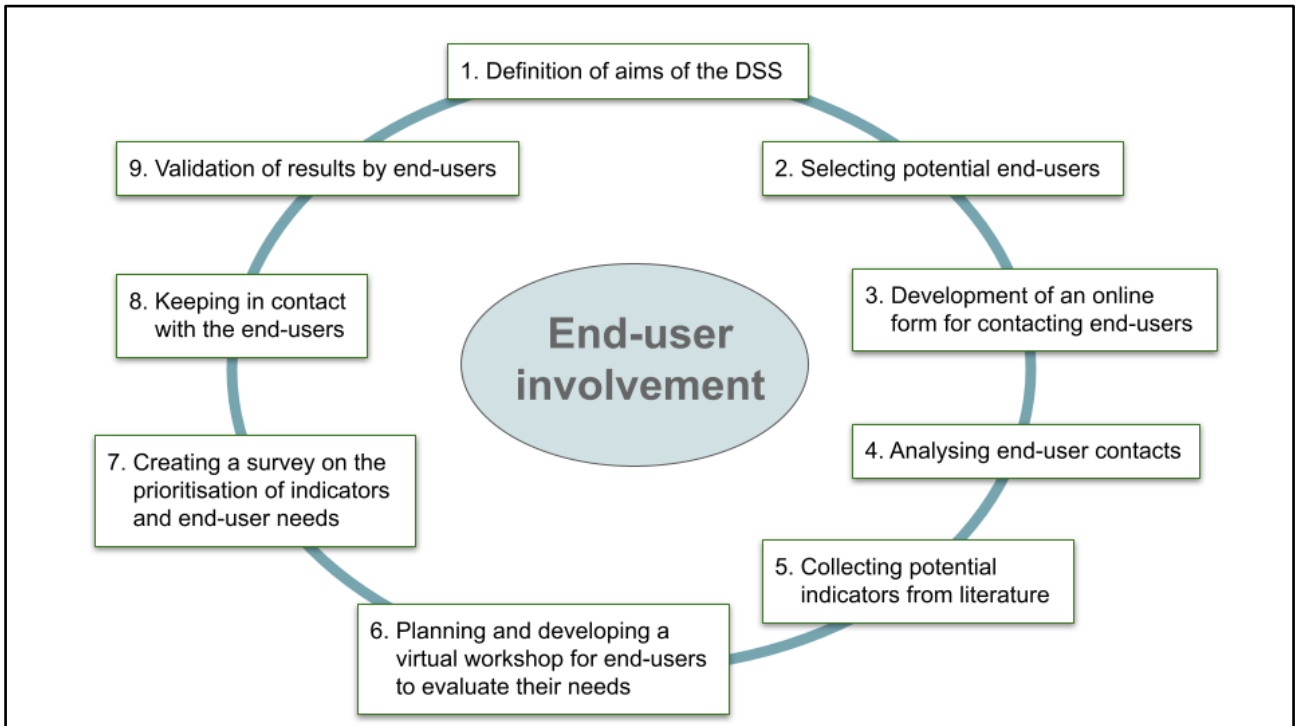 1. Definition of aims of the DSS
2. Selecting potential end-users
3. Development of an online
form for contacting end-users
4. Analysing end-user contacts
5. Collecting potential
indicators from literature
6. Planning and developing a
virtual workshop for end-users
to evaluate their needs
7. Creating a survey on the
prioritisation of indicators
and end-user needs
8. Keeping in contact
with the end-users
9. Validation of results by end-users
End-user
involvement